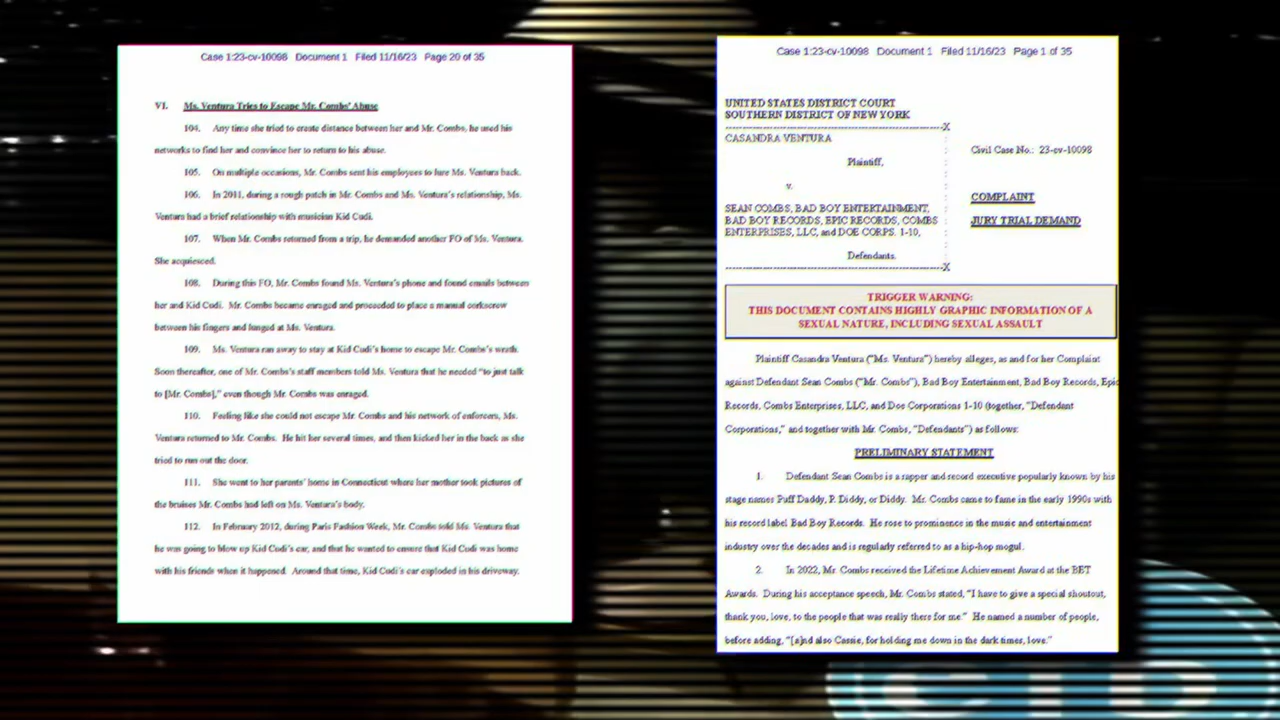 Case 1:23-cv-10098 Document 1 Filed 11/16/23 Page 20 of 35
VI. Ms. Ventura Tries to Escape Mr. Combs' Abuse
104. Any time she tried to create distance between her and Mr. Combs, he used his
networks to find her and convince her to return to his abuse.
105. On multiple occasions, Mr. Combs sent his employees to lure Ms. Ventura back.
106. In 2011, during a rough patch in Mr. Combs and Ms. Ventura's relationship, Ms.
Ventura had a brief relationship with musician Kid Cudi.
107. When Mr. Combs returned from a trip, he demanded another FO of Ms. Ventura.
She acquiesced.
108. During this FO, Mr. Combs found Ms. Ventura's phone and found emails between
her and Kid Cudi. Mr. Combs became enraged and proceeded to place a manual corkscrew
between his fingers and lunged at Ms. Ventura.
109. Ms. Ventura ran away to stay at Kid Cudi's home to escape Mr. Combs's wrath.
Soon thereafter, one of Mr. Combs's staff members told Ms. Ventura that he needed "to just talk
to [Mr. Combs]," even though Mr. Combs was enraged.
110. Feeling like she could not escape Mr. Combs and his network of enforcers, Ms.
Ventura returned to Mr. Combs. He hit her several times, and then kicked her in the back as she
tried to run out the door.
111. She went to her parents' home in Connecticut where her mother took pictures of
the bruises Mr. Combs had left on Ms. Ventura's body.
112. In February 2012, during Paris Fashion Week, Mr. Combs told Ms. Ventura that
he was going to blow up Kid Cudi's car, and that he wanted to ensure that Kid Cudi was home
with his friends when it happened. Around that time, Kid Cudi's car exploded in his driveway.
Case 1:23-cv-10098 Document 1 Filed 11/16/23 Page 1 of 35
UNITED STATES DISTRICT COURT
SOUTHERN DISTRICT OF NEW YORK
CASANDRA VENTURA
Plaintiff,
v.
SEAN COMBS, BAD BOY ENTERTAINMENT,
BAD BOY RECORDS, EPIC RECORDS, COMBS
ENTERPRISES, LLC, and DOE CORPS. 1-10,
Defendants.
Civil Case No.: 23-cv-10098
COMPLAINT
JURY TRIAL DEMAND
TRIGGER WARNING:
THIS DOCUMENT CONTAINS HIGHLY GRAPHIC INFORMATION OF A
SEXUAL NATURE, INCLUDING SEXUAL ASSAULT
Plaintiff Casandra Ventura ("Ms. Ventura") hereby alleges, as and for her Complaint
against Defendant Sean Combs ("Mr. Combs"), Bad Boy Entertainment, Bad Boy Records, Epic
Records, Combs Enterprises, LLC, and Doe Corporations 1-10 (together, "Defendant
Corporations," and together with Mr. Combs, "Defendants") as follows:
PRELIMINARY STATEMENT
1. Defendant Sean Combs is a rapper and record executive popularly known by his
stage names Puff Daddy, P. Diddy, or Diddy. Mr. Combs came to fame in the early 1990s with
his record label Bad Boy Records. He rose to prominence in the music and entertainment
industry over the decades and is regularly referred to as a hip-hop mogul.
2. In 2022, Mr. Combs received the Lifetime Achievement Award at the BET
Awards. During his acceptance speech, Mr. Combs stated, "I have to give a special shoutout,
thank you, love, to the people that was really there for me." He named a number of people,
before adding, "[a]nd also Cassie, for holding me down in the dark times, love."